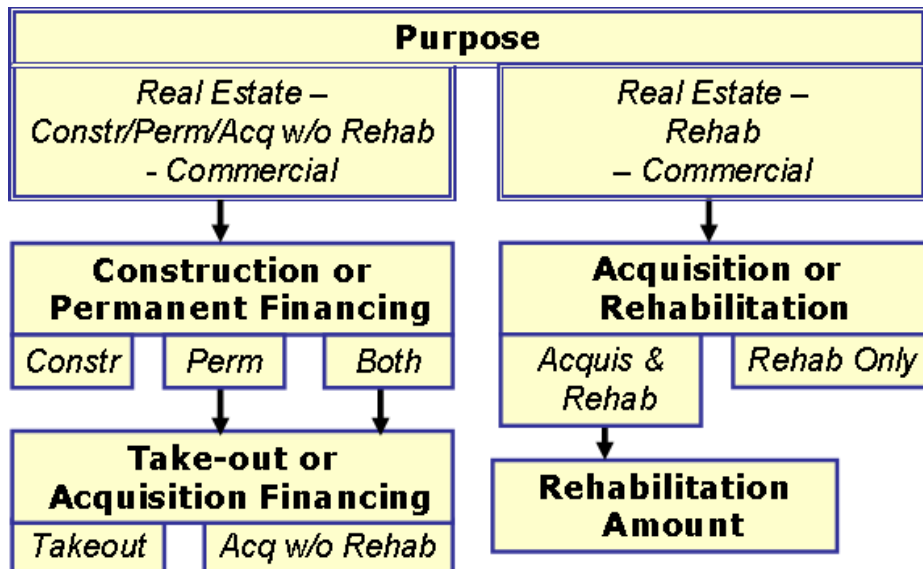 Purpose
Real Estate –
Constr/Perm/Acq w/o Rehab
- Commercial
Real Estate –
Rehab
– Commercial
Construction or
Permanent Financing
Constr
Perm
Both
Acquisition or
Rehabilitation
Acquis &
Rehab
Rehab Only
Take-out or
Acquisition Financing
Takeout
Acq w/o Rehab
Rehabilitation
Amount